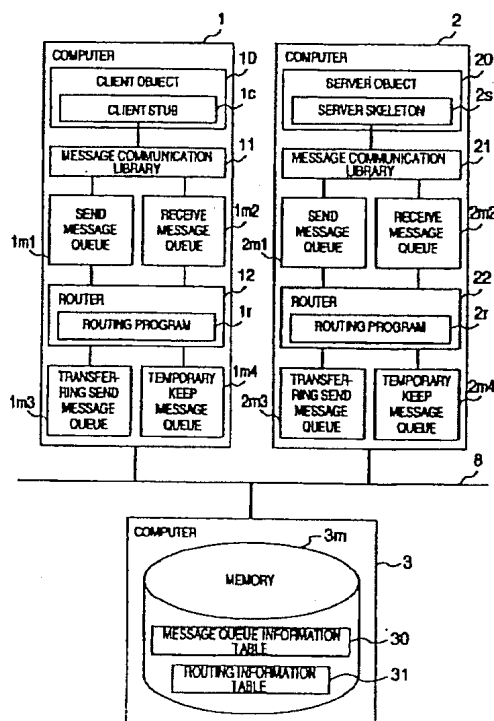 1
COMPUTER
10
CLIENT OBJECT
1c
CLIENT STUB
11
MESSAGE COMMUNICATION
LIBRARY
SEND
MESSAGE
QUEUE
1m1
RECEIVE
MESSAGE
QUEUE
1m2
12
ROUTER
1r
ROUTING PROGRAM
TRANSFER-
RING SEND
MESSAGE
QUEUE
1m3
TEMPORARY
KEEP
MESSAGE
QUEUE
1m4
2
COMPUTER
20
SERVER OBJECT
2s
SERVER SKELETON
21
MESSAGE COMMUNICATION
LIBRARY
SEND
MESSAGE
QUEUE
2m1
RECEIVE
MESSAGE
QUEUE
2m2
22
ROUTER
2r
ROUTING PROGRAM
TRANSFER-
RING SEND
MESSAGE
QUEUE
2m3
TEMPORARY
KEEP
MESSAGE
QUEUE
2m4
8
COMPUTER
3m
3
MEMORY
MESSAGE QUEUE INFORMATION
TABLE
30
ROUTING INFORMATION
TABLE
31